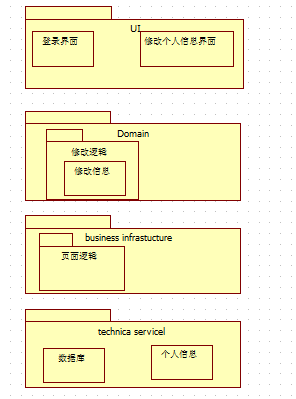 UI
登录界面
修改个人信息界面
Domain
修改逻辑
修改信息
business infrastucture
页面逻辑
technica servicel
数据库
个人信息